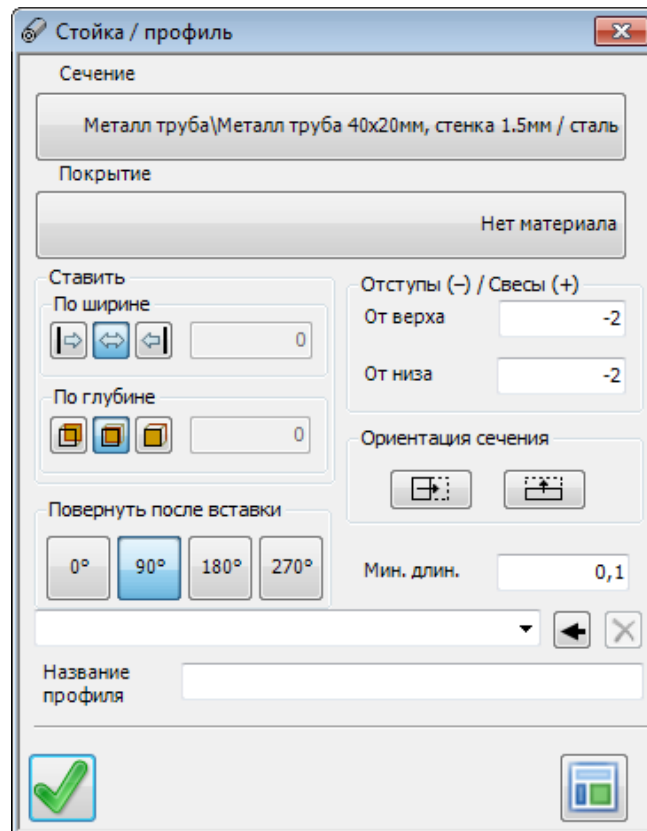 Стойка / профиль
Сечение
Металл труба\Металл труба 40x20мм, стенка 1.5мм / сталь
Покрытие
Нет материала
Ставить
По ширине
0
По глубине
0
Отступы (–) / Свесы (+)
От верха
-2
От низа
-2
Ориентация сечения
Повернуть после вставки
0° 90° 180° 270°
Мин. длин.
0,1
Название
профиля